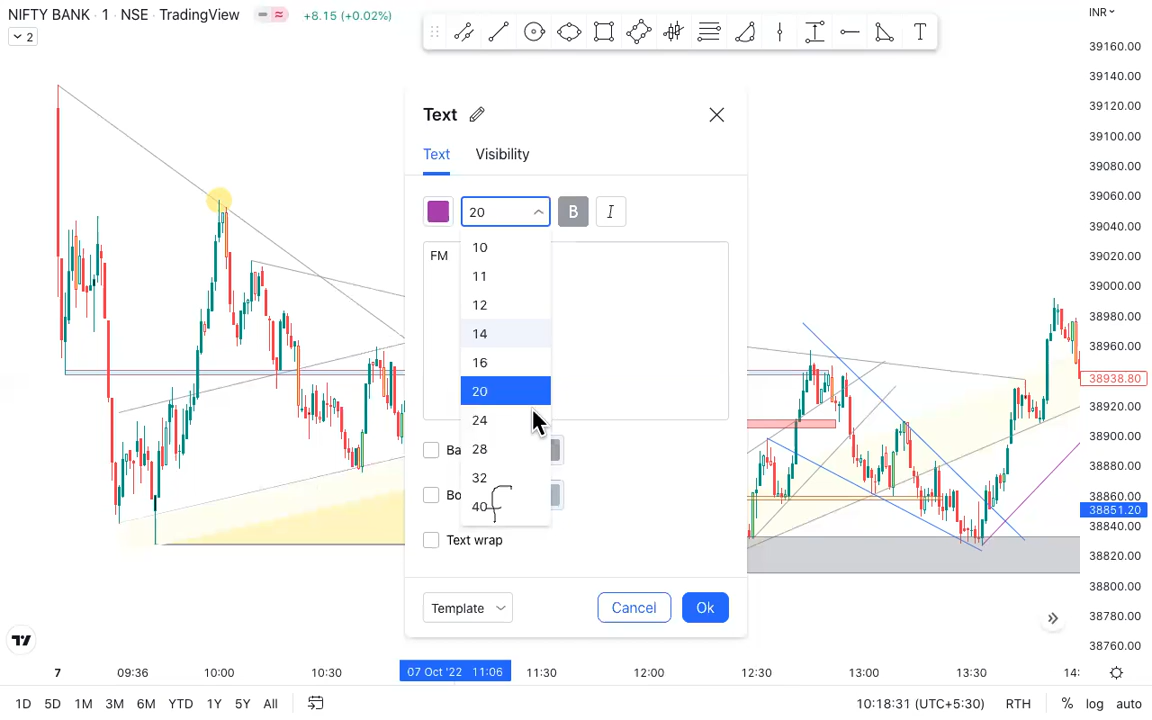 NIFTY BANK · 1 · NSE · TradingView +8.15 (+0.02%)
2
INR
T
Text
Text Visibility
20 B I
FM
10
11
12
14
16
20
24
28
32
40
f
Ba
Bo
Text wrap
Template Cancel Ok
39160.00
39140.00
39120.00
39100.00
39080.00
39060.00
39040.00
39020.00
39000.00
38980.00
38960.00
38938.80
38920.00
38900.00
38880.00
38860.00
38851.20
38840.00
38820.00
38800.00
38780.00
38760.00
7 09:36 10:00 10:30 07 Oct '22 11:06 11:30 12:00 12:30 13:00 13:30 14:
1D 5D 1M 3M 6M YTD 1Y 5Y All 10:18:31 (UTC+5:30) RTH % log auto